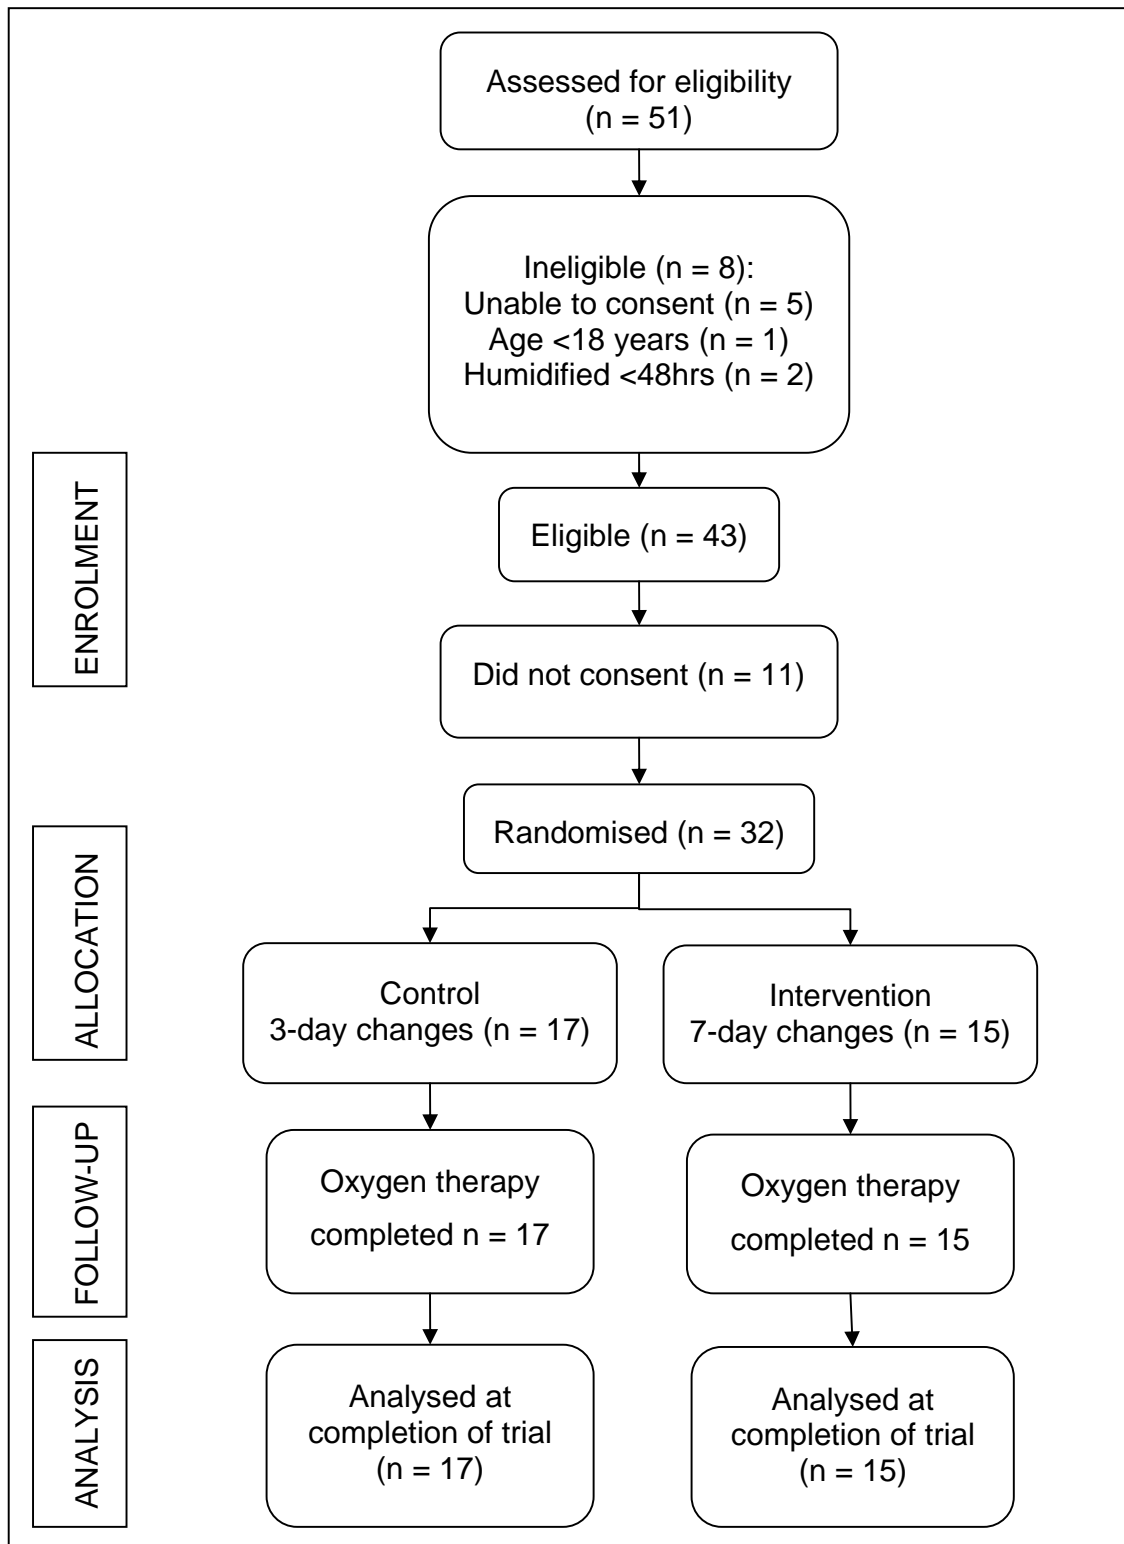 Assessed for eligibility
(n = 51)
Ineligible (n = 8):
Unable to consent (n = 5)
Age <18 years (n = 1)
Humidified <48hrs (n = 2)
ENROLMENT
Eligible (n = 43)
Did not consent (n = 11)
Randomised (n = 32)
ALLOCATION
Control
3-day changes (n = 17)
Intervention
7-day changes (n = 15)
FOLLOW-UP
Oxygen therapy
completed n = 17
Oxygen therapy
completed n = 15
ANALYSIS
Analysed at
completion of trial
(n = 17)
Analysed at
completion of trial
(n = 15)